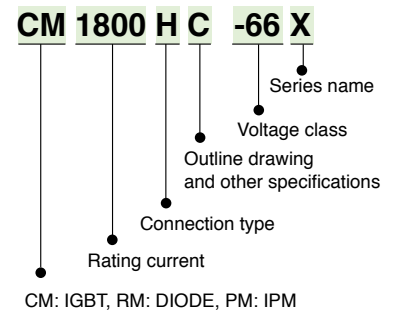 CM 1800 H C -66 X
Series name
Voltage class
Outline drawing
and other specifications
Connection type
Rating current
CM: IGBT, RM: DIODE, PM: IPM